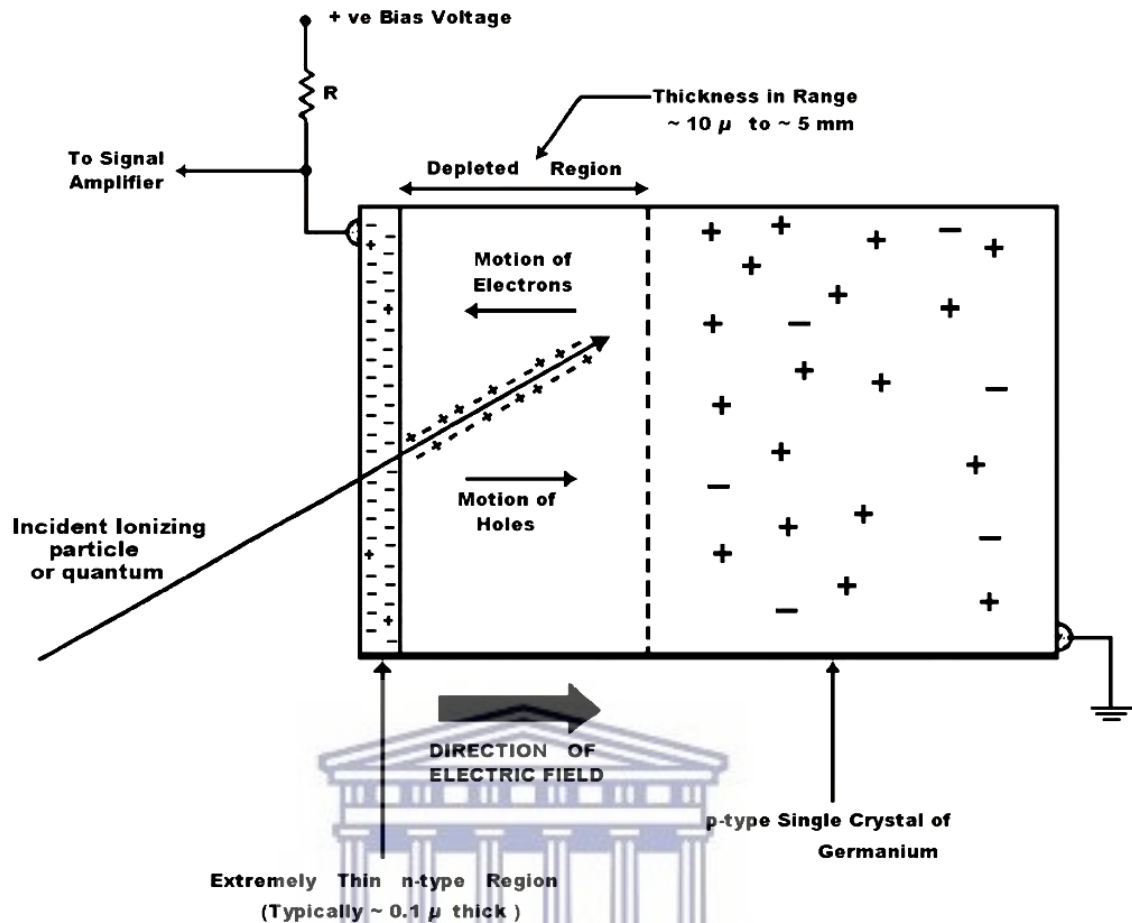 + ve Bias Voltage
R
Thickness in Range
~ 10 μ to ~ 5 mm
To Signal
Amplifier
Depleted Region
Motion of
Electrons
Motion of
Holes
Incident Ionizing
particle
or quantum
DIRECTION OF
ELECTRIC FIELD
p-type Single Crystal of
Germanium
Extremely Thin n-type Region
(Typically ~ 0.1 μ thick )